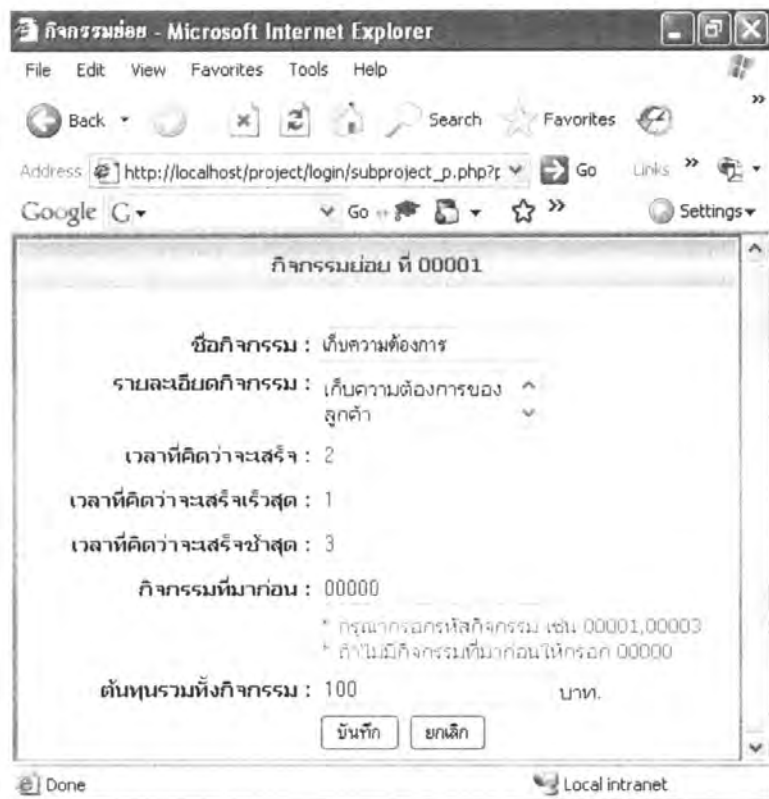 กิจกรรมย่อย - Microsoft Internet Explorer
File Edit View Favorites Tools Help
Back Search Favorites
Address http://localhost/project/login/subproject_p.php?p Go Links
Google G Go Settings
กิจกรรมย่อย ที่ 00001
ชื่อกิจกรรม : เก็บความต้องการ
รายละเอียดกิจกรรม : เก็บความต้องการของ
ลูกค้า
เวลาที่คิดว่าจะเสร็จ : 2
เวลาที่คิดว่าจะเสร็จเร็วสุด : 1
เวลาที่คิดว่าจะเสร็จช้าสุด : 3
กิจกรรมที่มาก่อน : 00000
* กรุณากรอกรหัสกิจกรรม เช่น 00001,00003
* ถ้าไม่มีกิจกรรมที่มาก่อนให้กรอก 00000
ต้นทุนรวมทั้งกิจกรรม : 100 บาท.
บันทึก ยกเลิก
Done Local intranet